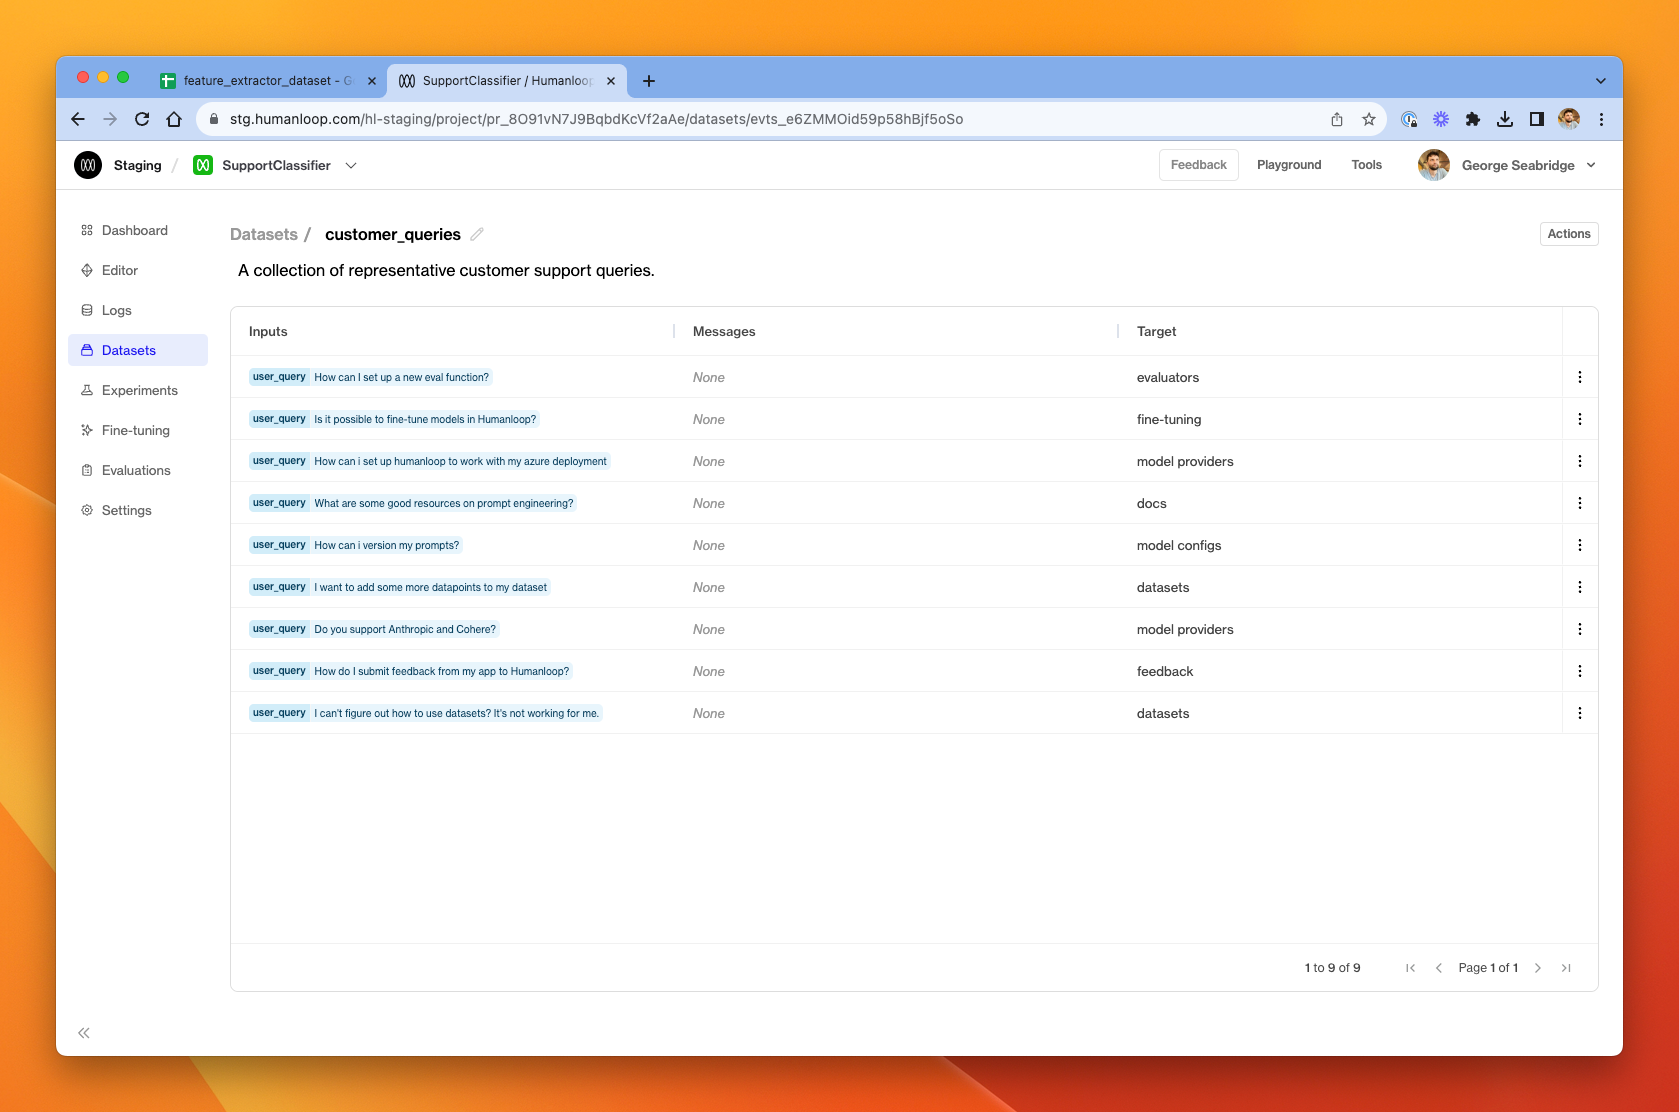 feature_extractor_dataset - G
SupportClassifier / Humanloop
stg.humanloop.com/hl-staging/project/pr_8O91vN7J9BqbdKcVf2aAe/datasets/evts_e6ZMMOid59p58hBjf5oSo
Staging / SupportClassifier
Feedback Playground Tools George Seabridge
Dashboard
Editor
Logs
Datasets
Experiments
Fine-tuning
Evaluations
Settings
Datasets / customer_queries
Actions
A collection of representative customer support queries.
Inputs Messages Target
user_query How can I set up a new eval function? None evaluators
user_query Is it possible to fine-tune models in Humanloop? None fine-tuning
user_query How can i set up humanloop to work with my azure deployment None model providers
user_query What are some good resources on prompt engineering? None docs
user_query How can i version my prompts? None model configs
user_query I want to add some more datapoints to my dataset None datasets
user_query Do you support Anthropic and Cohere? None model providers
user_query How do I submit feedback from my app to Humanloop? None feedback
user_query I can't figure out how to use datasets? It's not working for me. None datasets
1 to 9 of 9 Page 1 of 1